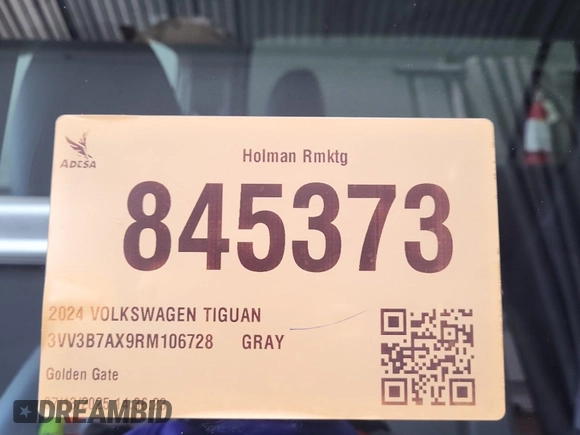 ADESA
Holman Rmktg
845373
2024 VOLKSWAGEN TIGUAN
3VV3B7AX9RM106728 GRAY
Golden Gate
DREAMBID